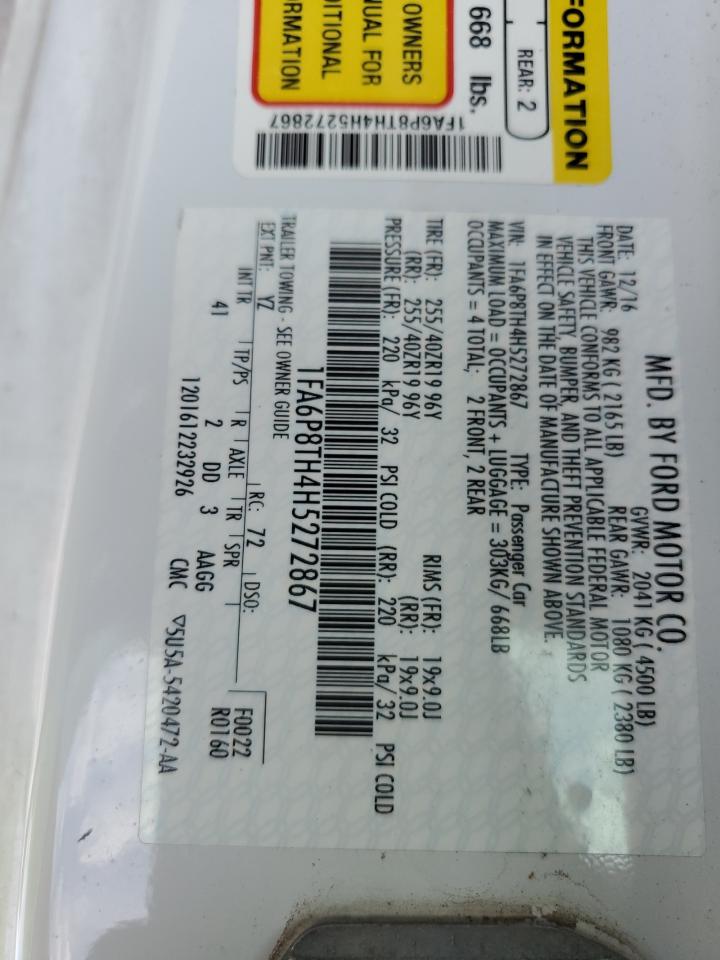 FORMATION
REAR: 2
668 lbs.
OWNERS
NUAL FOR
DITIONAL
ORMATION
1FA6P8TH4H5272867
MFD. BY FORD MOTOR CO.
DATE: 12/16 GVWR: 2041 KG ( 4500 LB)
FRONT GAWR: 982 KG ( 2165 LB) REAR GAWR: 1080 KG ( 2380 LB)
THIS VEHICLE CONFORMS TO ALL APPLICABLE FEDERAL MOTOR
VEHICLE SAFETY, BUMPER, AND THEFT PREVENTION STANDARDS
IN EFFECT ON THE DATE OF MANUFACTURE SHOWN ABOVE.
VIN: 1FA6P8TH4H5272867 TYPE: Passenger Car
MAXIMUM LOAD = OCCUPANTS + LUGGAGE = 303KG/ 668LB
OCCUPANTS = 4 TOTAL; 2 FRONT, 2 REAR
TIRE (FR): 255/40ZR19 96Y RIMS (FR): 19x9.0J
(RR): 255/40ZR19 96Y (RR): 19x9.0J
PRESSURE (FR): 220 kPa/ 32 PSI COLD (RR): 220 kPa/ 32 PSI COLD
1FA6P8TH4H5272867
TRAILER TOWING - SEE OWNER GUIDE
EXT PNT: YZ RC: 72 DSO: F0022
INT TR TP/PS R AXLE TR SPR R0160
41 2 DD 3 AAGG
1201612232926 CMC 5U5A-5420472-AA